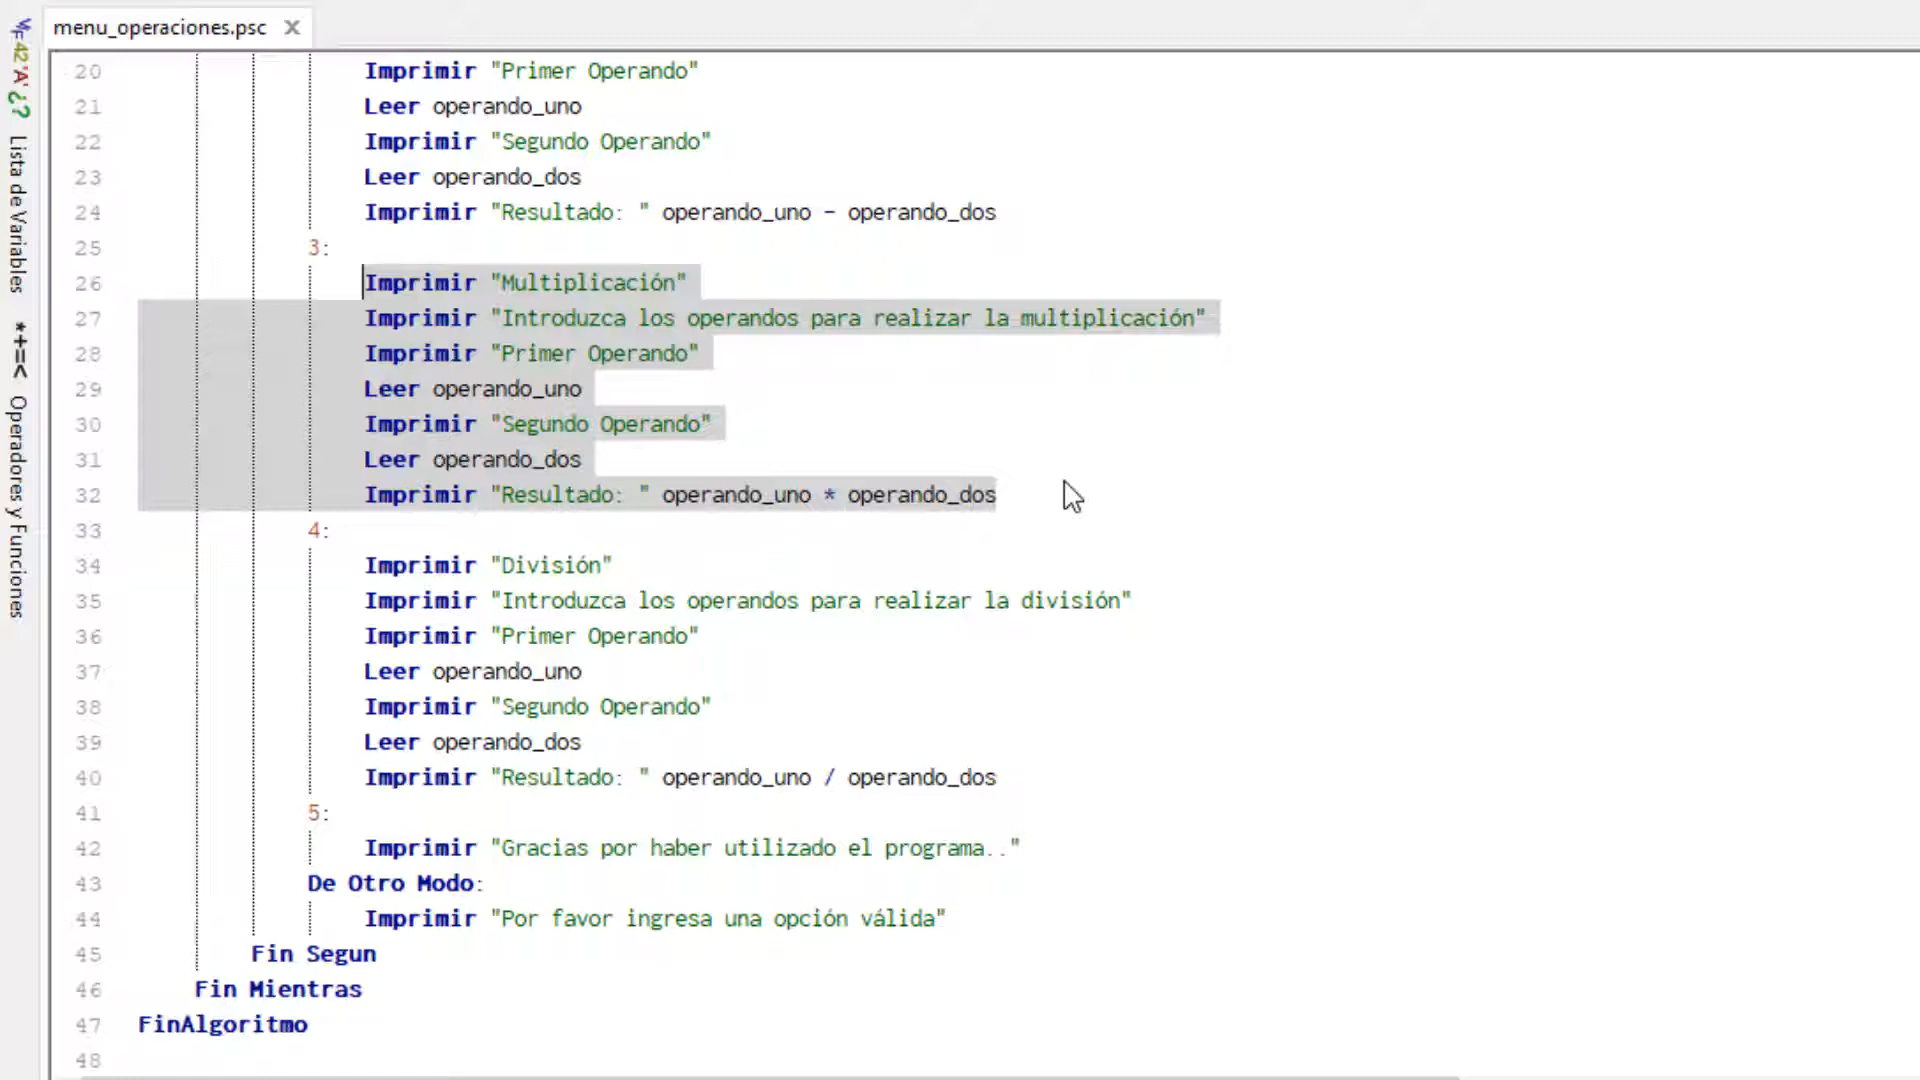 menu_operaciones.psc X
Lista de Variables
*+=< Operadores y Funciones
20 Imprimir "Primer Operando"
21 Leer operando_uno
22 Imprimir "Segundo Operando"
23 Leer operando_dos
24 Imprimir "Resultado: " operando_uno - operando_dos
25 3:
26 Imprimir "Multiplicación"
27 Imprimir "Introduzca los operandos para realizar la multiplicación"
28 Imprimir "Primer Operando"
29 Leer operando_uno
30 Imprimir "Segundo Operando"
31 Leer operando_dos
32 Imprimir "Resultado: " operando_uno * operando_dos
33 4:
34 Imprimir "División"
35 Imprimir "Introduzca los operandos para realizar la división"
36 Imprimir "Primer Operando"
37 Leer operando_uno
38 Imprimir "Segundo Operando"
39 Leer operando_dos
40 Imprimir "Resultado: " operando_uno / operando_dos
41 5:
42 Imprimir "Gracias por haber utilizado el programa.."
43 De Otro Modo:
44 Imprimir "Por favor ingresa una opción válida"
45 Fin Segun
46 Fin Mientras
47 FinAlgoritmo
48